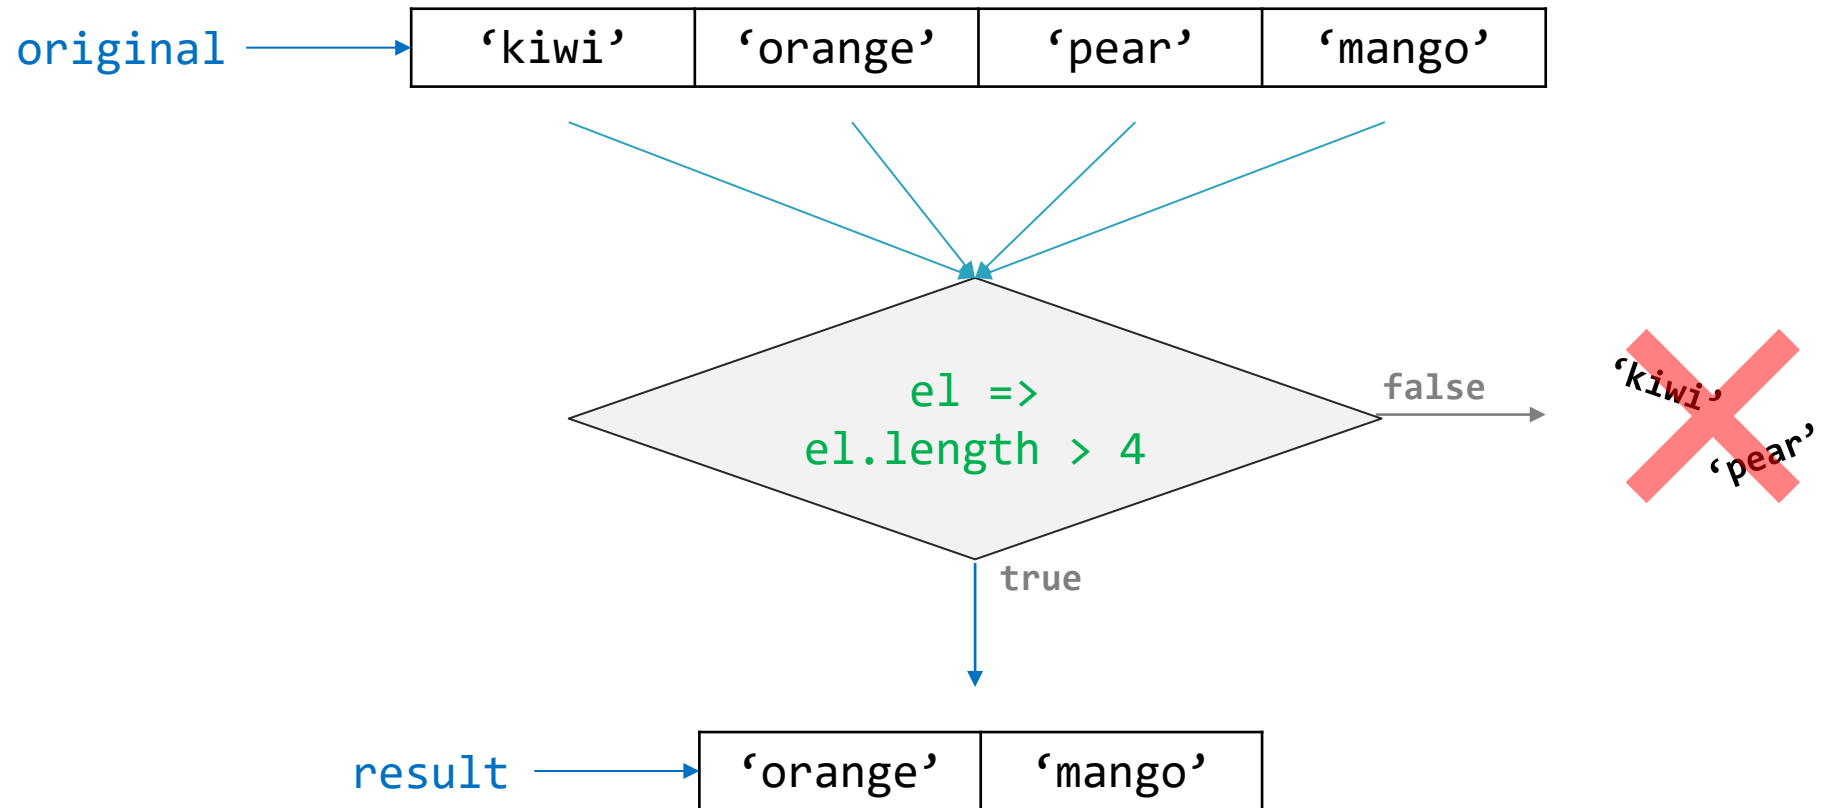 original ‘kiwi’ ‘orange’ ‘pear’ ‘mango’
el =>
el.length > 4
false
‘kiwi’
‘pear’
true
result ‘orange’ ‘mango’